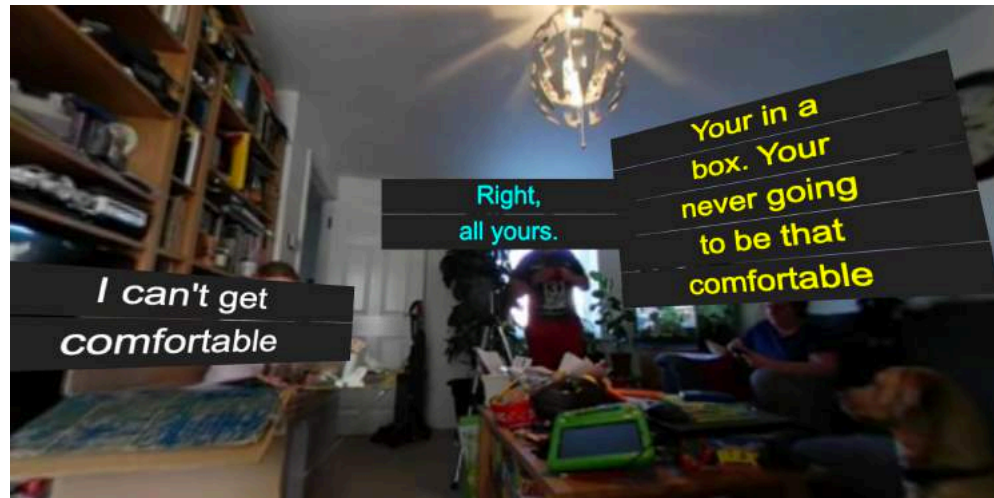 I can't get
comfortable
Right,
all yours.
Your in a
box. Your
never going
to be that
comfortable